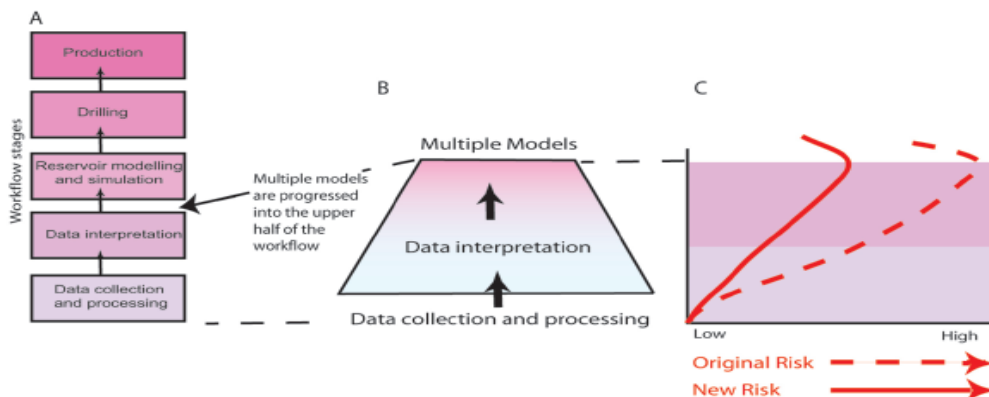 A
Production
Drilling
Reservoir modelling
and simulation
Data interpretation
Data collection
and processing
Workflow stages
Multiple models
are progressed
into the upper
half of the
workflow
B
Multiple Models
Data interpretation
Data collection and processing
C
Low
High
Original Risk
New Risk